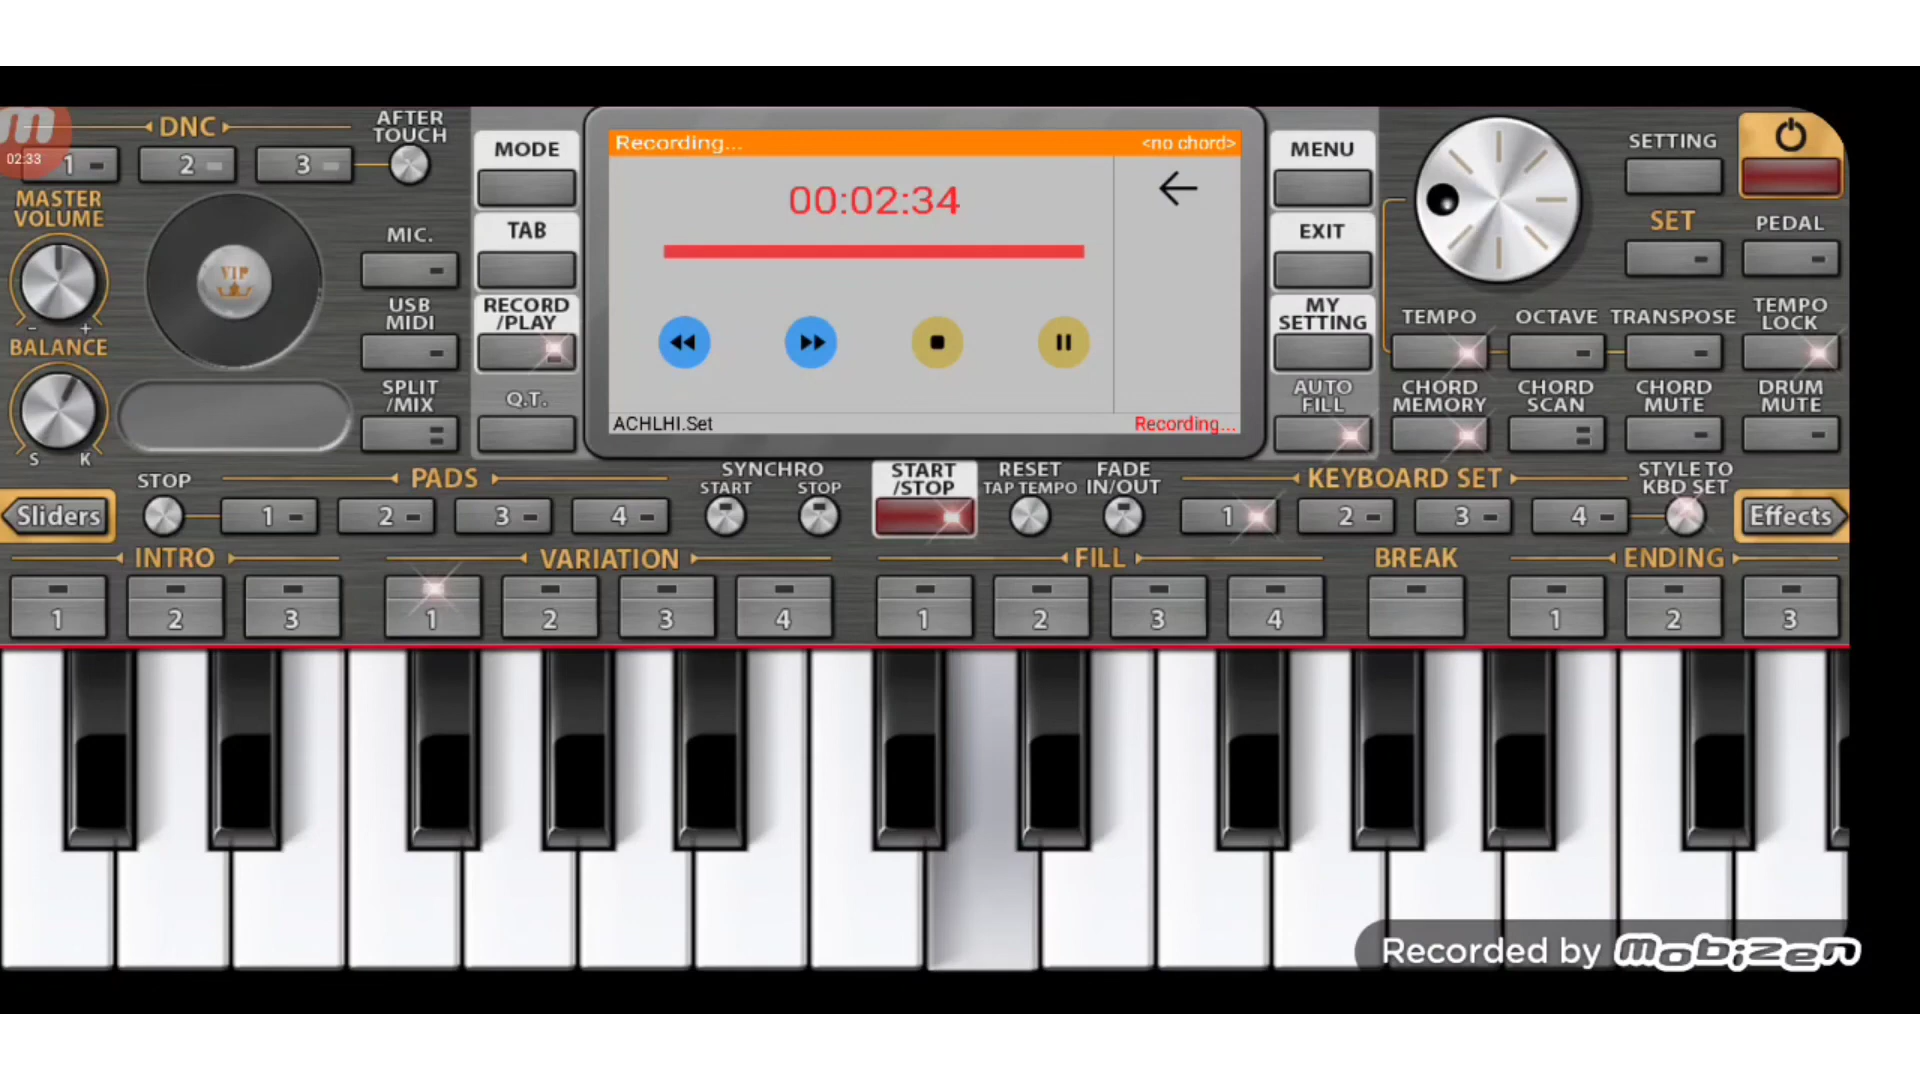 DNC
AFTER
TOUCH
02:33
1
2
3
MASTER
VOLUME
- +
BALANCE
S K
VIP
MIC.
USB
MIDI
SPLIT
/MIX
MODE
TAB
RECORD
/PLAY
Q.T.
Recording...
<no chord>
00:02:34
ACHLHI.Set
Recording...
MENU
EXIT
MY
SETTING
AUTO
FILL
SETTING
SET
PEDAL
TEMPO
OCTAVE
TRANSPOSE
TEMPO
LOCK
CHORD
MEMORY
CHORD
SCAN
CHORD
MUTE
DRUM
MUTE
Sliders
STOP
PADS
1
2
3
4
SYNCHRO
START
STOP
START
/STOP
RESET
TAP TEMPO
FADE
IN/OUT
KEYBOARD SET
1
2
3
4
STYLE TO
KBD SET
Effects
INTRO
1
2
3
VARIATION
1
2
3
4
FILL
1
2
3
4
BREAK
ENDING
1
2
3
Recorded by mobizen